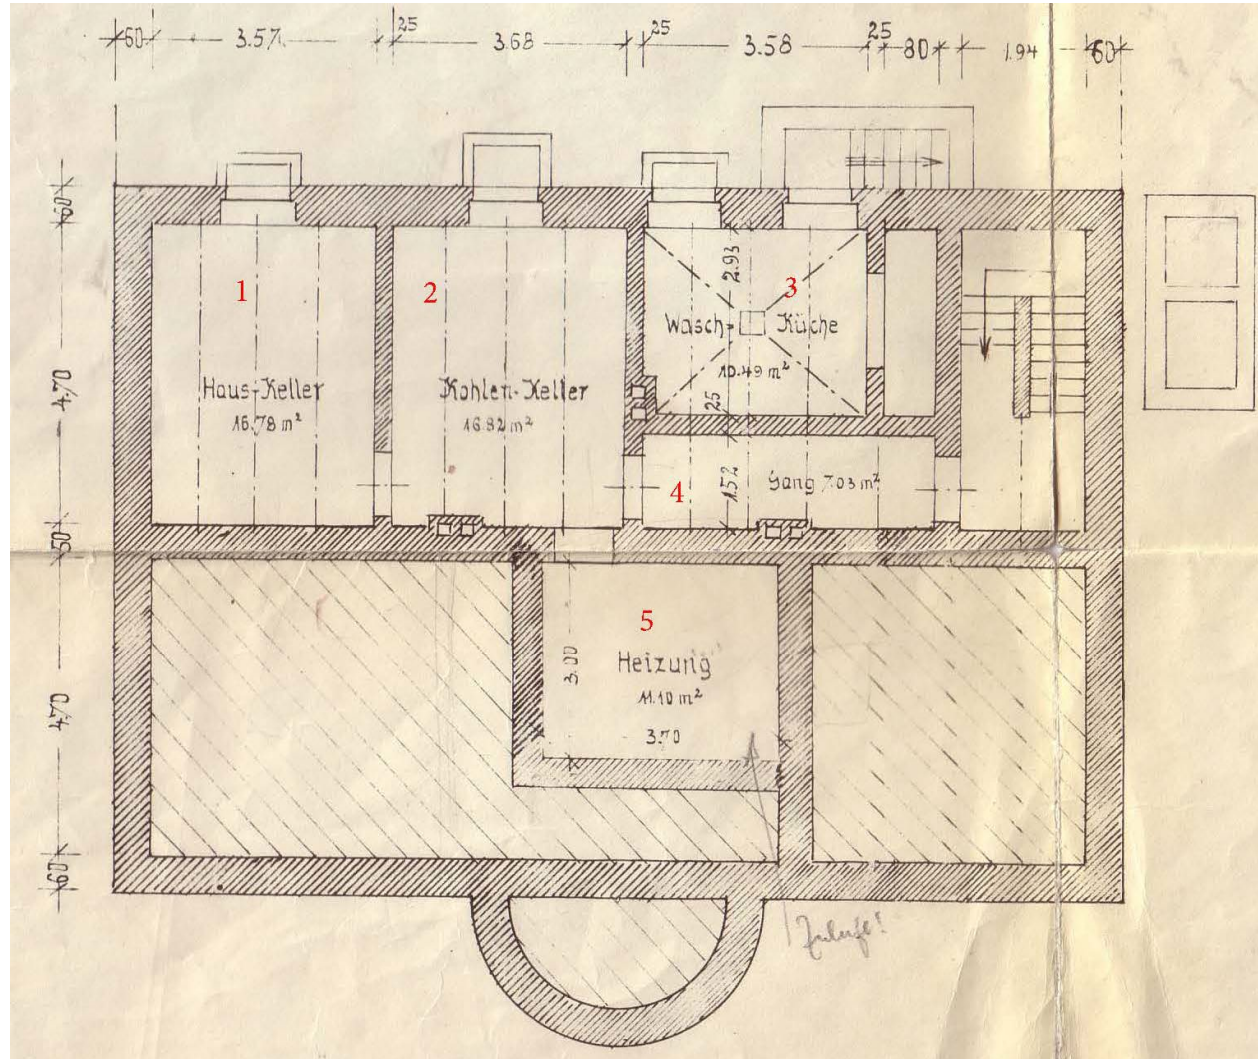 60 3.57 25 3.68 25 3.58 25 80 1.94 60
60
4.70
50
4.70
60
1
2
3
2.93
Wasch-Küche
10.49 m²
25
Haus-Keller
16.78 m²
Kohlen-Keller
16.82 m²
4
1.52
Gang 7.03 m²
5
3.00
Heizung
11.10 m²
3.70